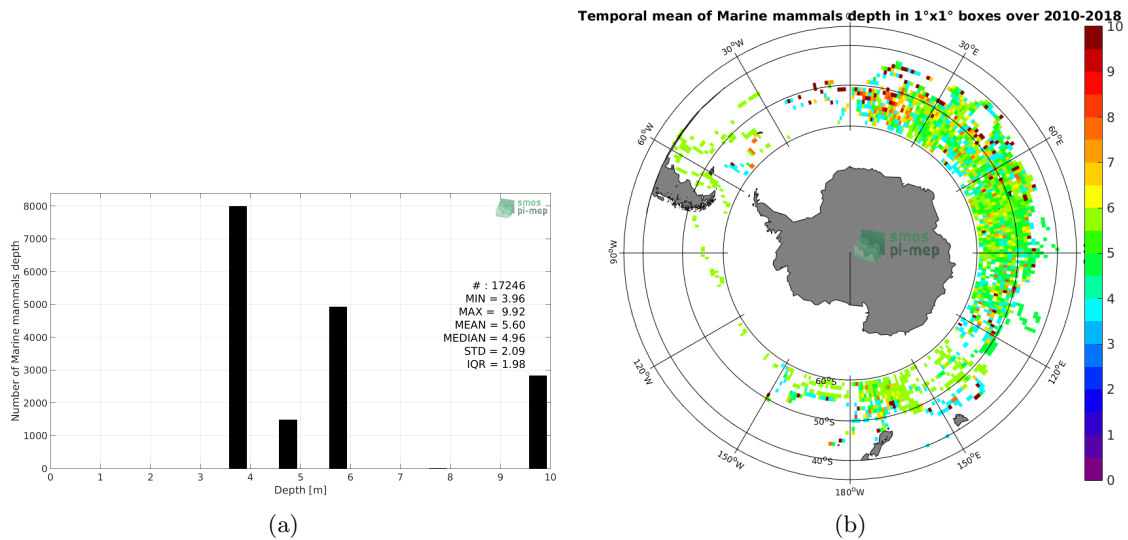 Temporal mean of Marine mammals depth in 1°x1° boxes over 2010-2018
Number of Marine mammals depth
8000
7000
6000
5000
4000
3000
2000
1000
0
smos
pi-mep
# : 17246
MIN = 3.96
MAX = 9.92
MEAN = 5.60
MEDIAN = 4.96
STD = 2.09
IQR = 1.98
0 1 2 3 4 5 6 7 8 9 10
Depth [m]
(a)
30°W
30°E
60°W
60°E
90°W
smos
pi-mep
120°W
120°E
60°S
50°S
40°S
150°W
150°E
180°W
10
9
8
7
6
5
4
3
2
1
0
(b)